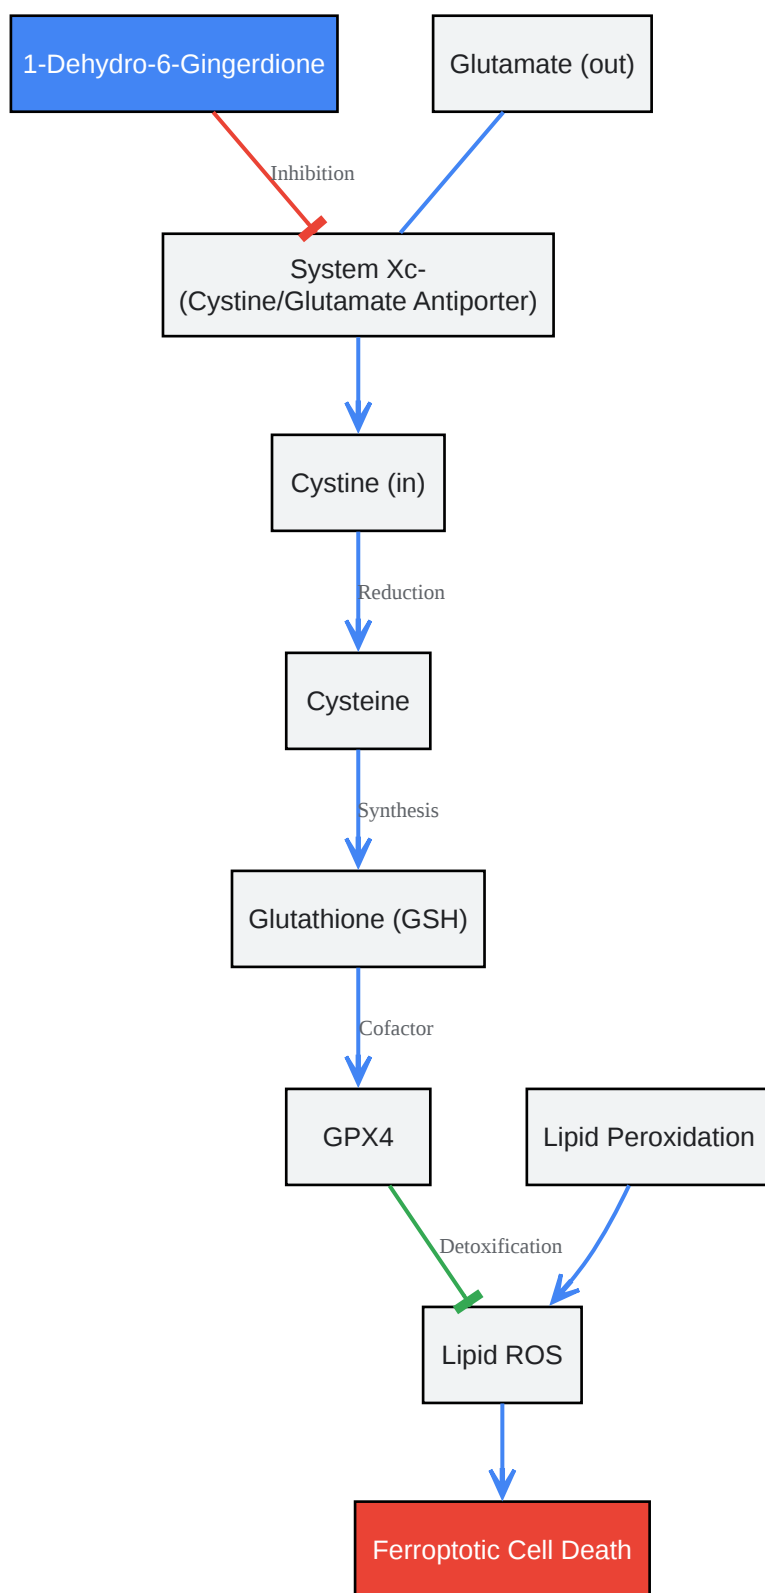 1-Dehydro-6-Gingerdione
Glutamate (out)
Inhibition
System Xc-
(Cystine/Glutamate Antiporter)
Cystine (in)
Reduction
Cysteine
Synthesis
Glutathione (GSH)
Cofactor
GPX4
Lipid Peroxidation
Detoxification
Lipid ROS
Ferroptotic Cell Death